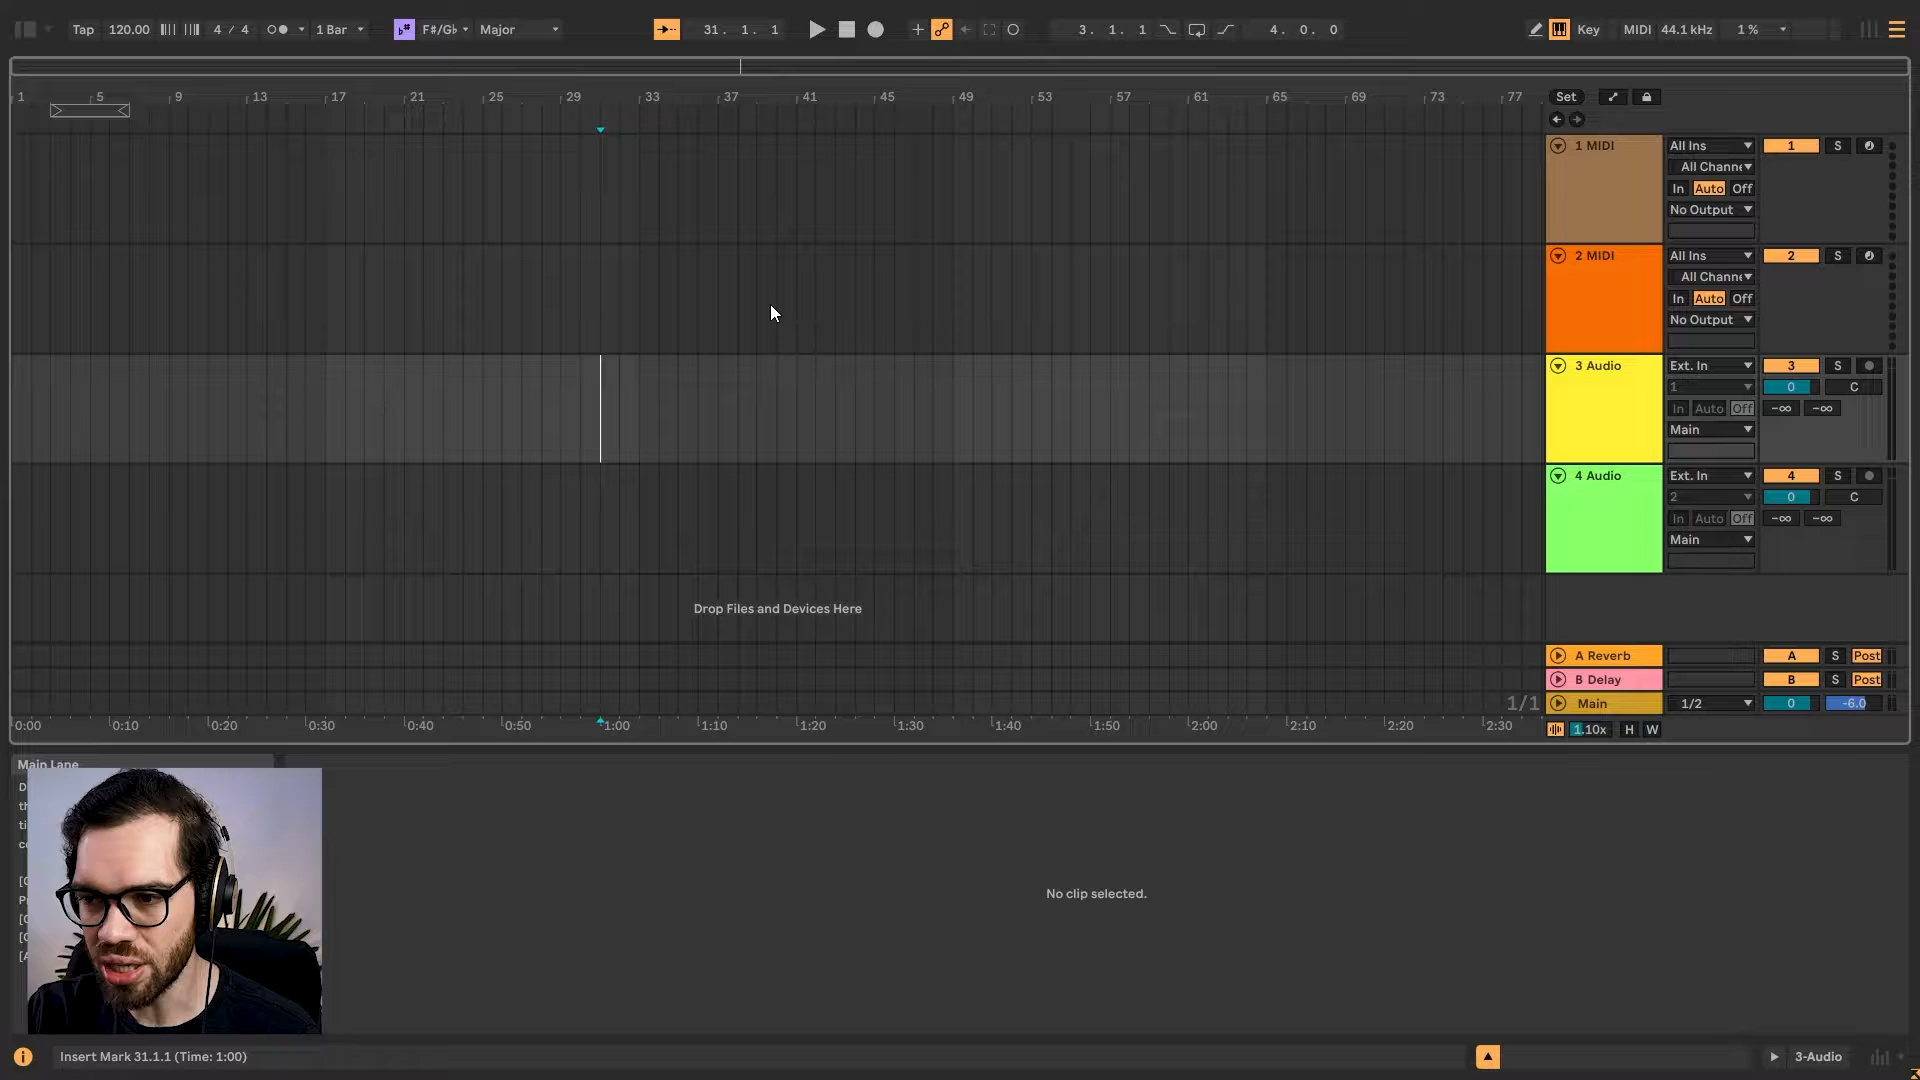 Tap 120.00 4 / 4 1 Bar F#/G♭ Major 31. 1. 1 3. 1. 1 4. 0. 0 Key MIDI 44.1 kHz 1 %
1 5 9 13 17 21 25 29 33 37 41 45 49 53 57 61 65 69 73 77 Set
1 MIDI All Ins 1 S
All Channe
In Auto Off
No Output
2 MIDI All Ins 2 S
All Channe
In Auto Off
No Output
3 Audio Ext. In 3 S
1 0 C
In Auto Off -∞ -∞
Main
4 Audio Ext. In 4 S
2 0 C
In Auto Off -∞ -∞
Main
Drop Files and Devices Here
A Reverb A S Post
B Delay B S Post
1/1 Main 1/2 0 -6.0
0:00 0:10 0:20 0:30 0:40 0:50 1:00 1:10 1:20 1:30 1:40 1:50 2:00 2:10 2:20 2:30 1.10x H W
Main Lane
No clip selected.
Insert Mark 31.1.1 (Time: 1:00) 3-Audio